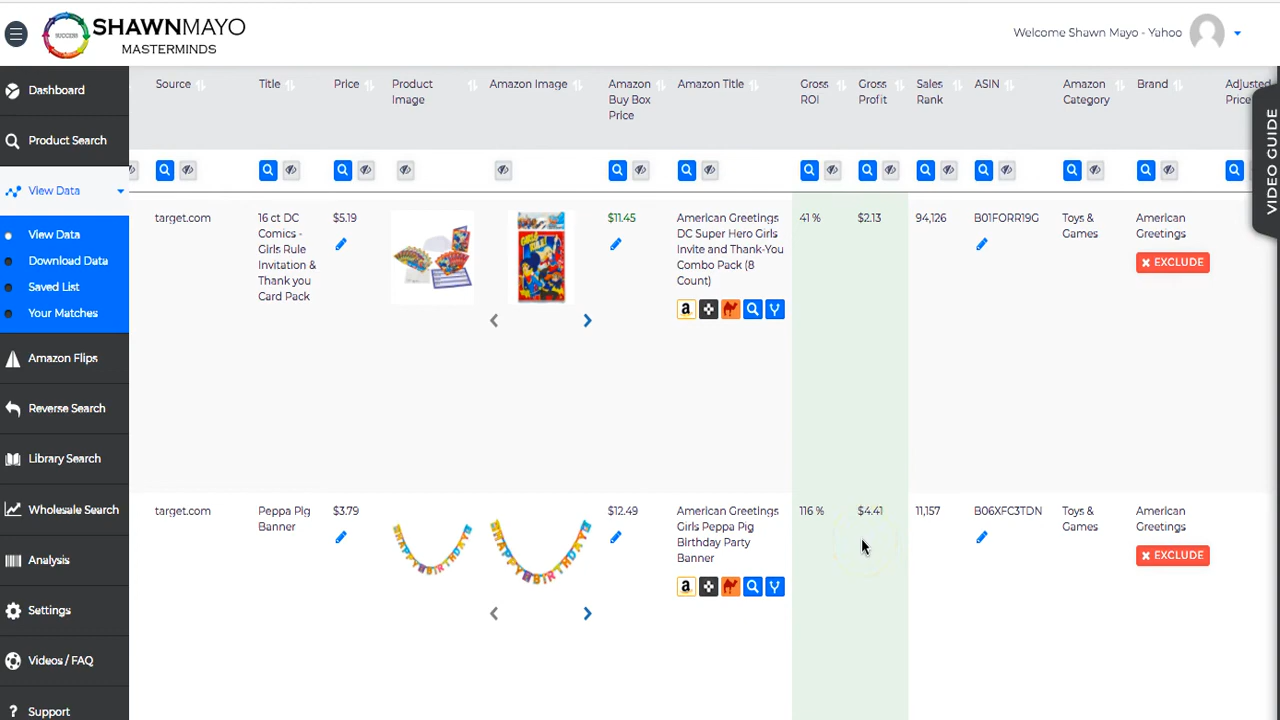 SUCCESS
SHAWNMAYO
MASTERMINDS
Welcome Shawn Mayo - Yahoo
Dashboard
Product Search
View Data
View Data
Download Data
Saved List
Your Matches
Amazon Flips
Reverse Search
Library Search
Wholesale Search
Analysis
Settings
Videos / FAQ
Support
Source
Title
Price
Product
Image
Amazon Image
Amazon
Buy Box
Price
Amazon Title
Gross
ROI
Gross
Profit
Sales
Rank
ASIN
Amazon
Category
Brand
Adjusted
Price
VIDEO GUIDE
target.com
16 ct DC
Comics -
Girls Rule
Invitation &
Thank you
Card Pack
$5.19
$11.45
American Greetings
DC Super Hero Girls
Invite and Thank-You
Combo Pack (8
Count)
a
41 %
$2.13
94,126
B01FORR19G
Toys &
Games
American
Greetings
EXCLUDE
target.com
Peppa Pig
Banner
$3.79
$12.49
American Greetings
Girls Peppa Pig
Birthday Party
Banner
a
116 %
$4.41
11,157
B06XFC3TDN
Toys &
Games
American
Greetings
EXCLUDE